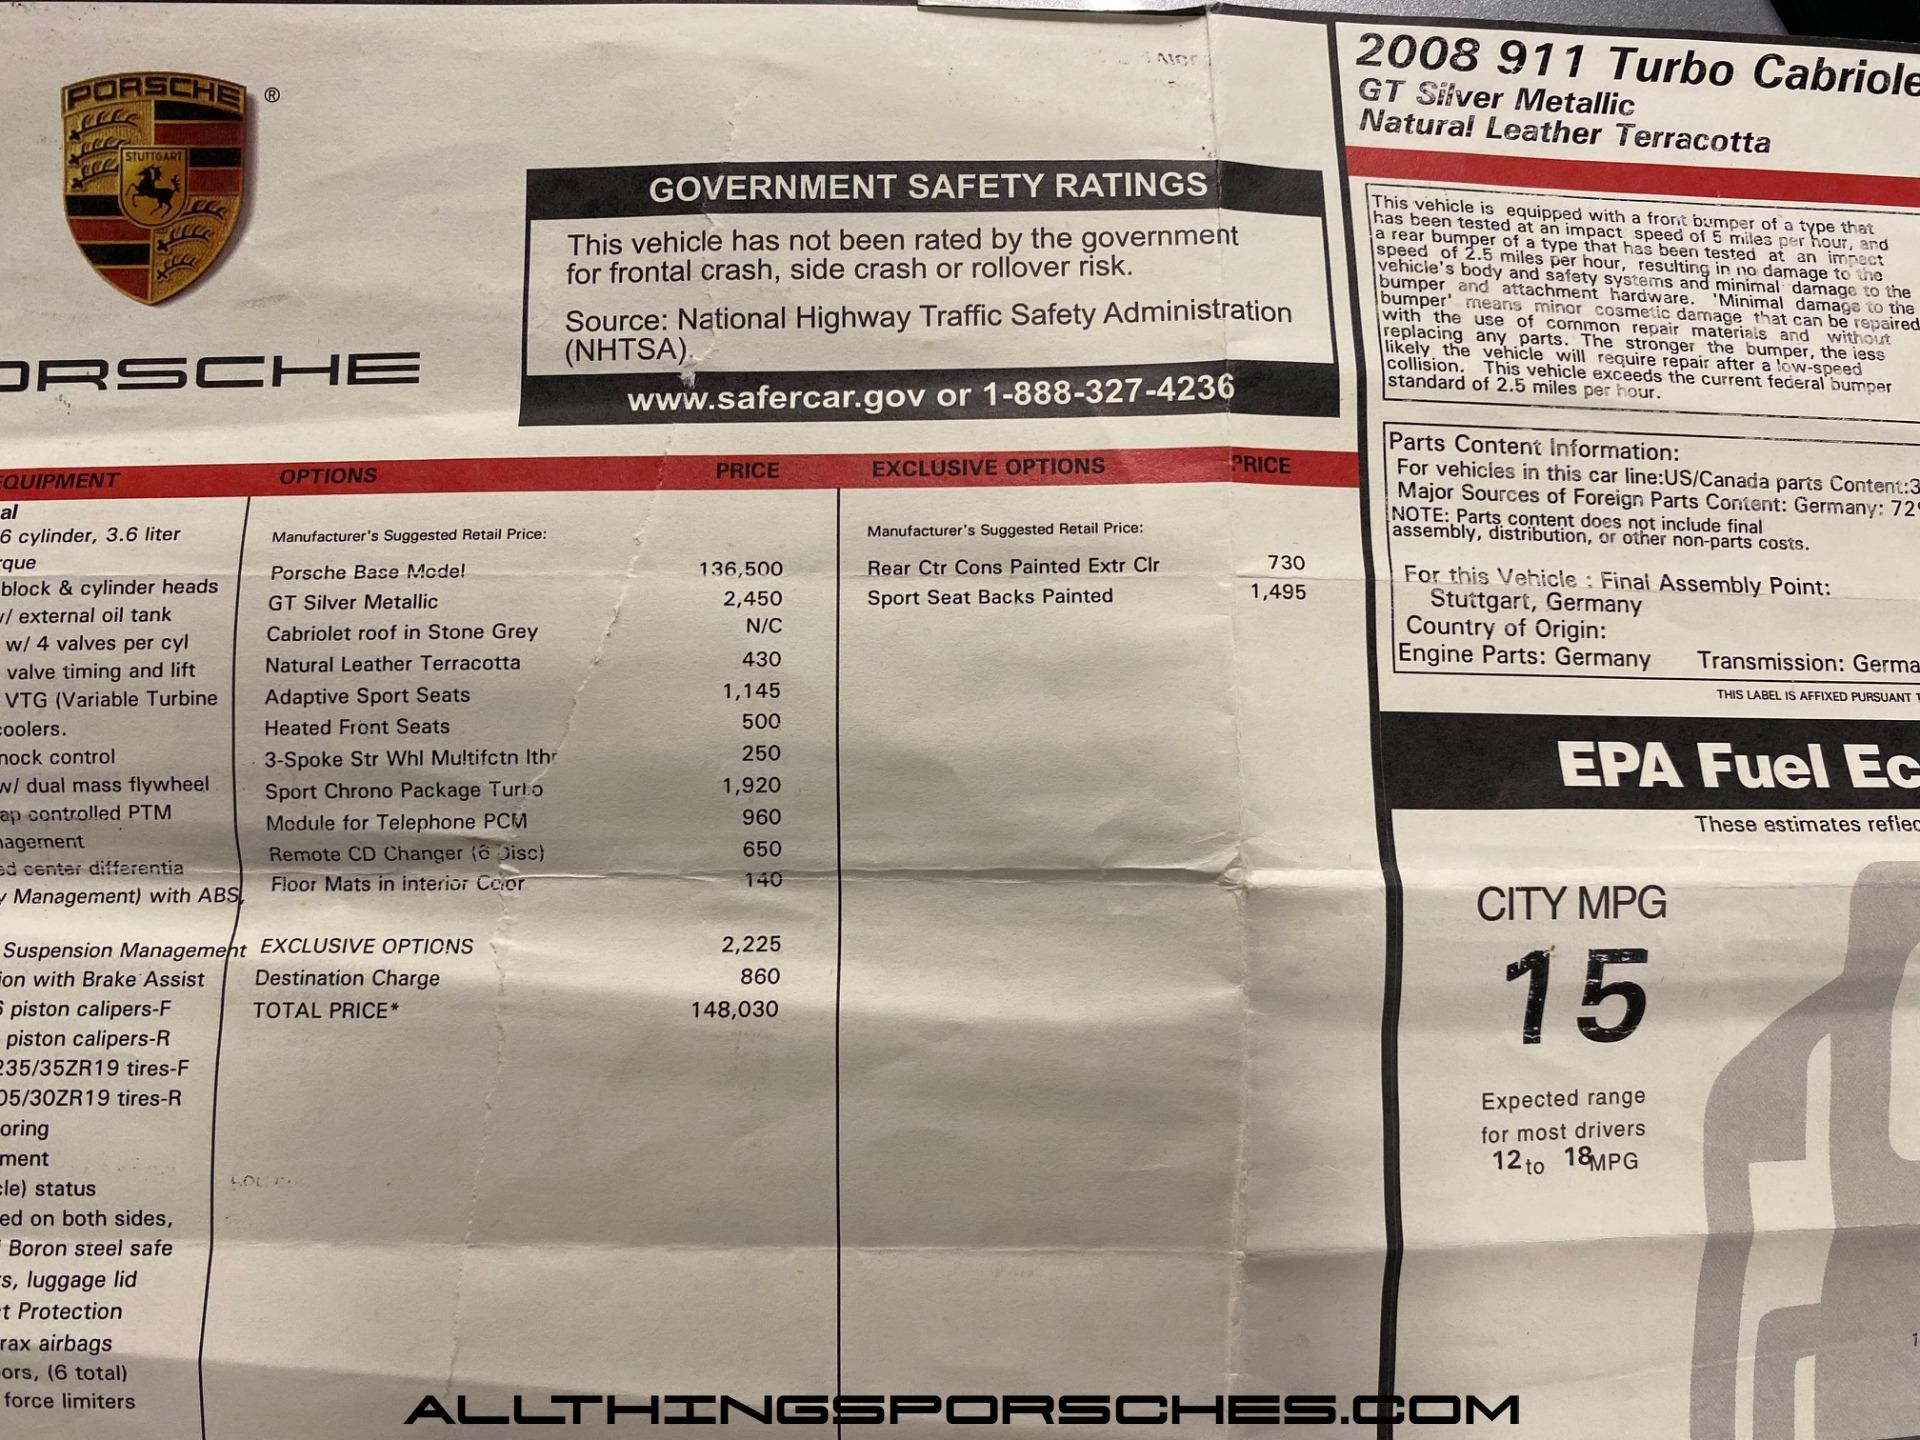 PORSCHE
®
STUTTGART
ORSCHE
GOVERNMENT SAFETY RATINGS
This vehicle has not been rated by the government
for frontal crash, side crash or rollover risk.
Source: National Highway Traffic Safety Administration
(NHTSA).
www.safercar.gov or 1-888-327-4236
EQUIPMENT
al
6 cylinder, 3.6 liter
rque
block & cylinder heads
w/ external oil tank
w/ 4 valves per cyl
valve timing and lift
VTG (Variable Turbine
coolers.
nock control
w/ dual mass flywheel
ap controlled PTM
nagement
ed center differentia
y Management) with ABS,
Suspension Management
ion with Brake Assist
6 piston calipers-F
piston calipers-R
235/35ZR19 tires-F
05/30ZR19 tires-R
oring
ment
cle) status
ed on both sides,
Boron steel safe
rs, luggage lid
ct Protection
rax airbags
ors, (6 total)
force limiters
OPTIONS PRICE
Manufacturer's Suggested Retail Price:
Porsche Base Model 136,500
GT Silver Metallic 2,450
Cabriolet roof in Stone Grey N/C
Natural Leather Terracotta 430
Adaptive Sport Seats 1,145
Heated Front Seats 500
3-Spoke Str Whl Multifctn lthr 250
Sport Chrono Package Turbo 1,920
Module for Telephone PCM 960
Remote CD Changer (6 Disc) 650
Floor Mats in Interior Color 140
EXCLUSIVE OPTIONS 2,225
Destination Charge 860
TOTAL PRICE* 148,030
EXCLUSIVE OPTIONS PRICE
Manufacturer's Suggested Retail Price:
Rear Ctr Cons Painted Extr Clr 730
Sport Seat Backs Painted 1,495
2008 911 Turbo Cabriole
GT Silver Metallic
Natural Leather Terracotta
This vehicle is equipped with a front bumper of a type that
has been tested at an impact speed of 5 miles per hour, and
a rear bumper of a type that has been tested at an impact
speed of 2.5 miles per hour, resulting in no damage to the
vehicle's body and safety systems and minimal damage to the
bumper and attachment hardware. 'Minimal damage to the
bumper' means minor cosmetic damage that can be repaired
with the use of common repair materials and without
replacing any parts. The stronger the bumper, the less
likely the vehicle will require repair after a low-speed
collision. This vehicle exceeds the current federal bumper
standard of 2.5 miles per hour.
Parts Content Information:
For vehicles in this car line:US/Canada parts Content:3
Major Sources of Foreign Parts Content: Germany: 72%
NOTE: Parts content does not include final
assembly, distribution, or other non-parts costs.
For this Vehicle : Final Assembly Point:
Stuttgart, Germany
Country of Origin:
Engine Parts: Germany Transmission: Germa
THIS LABEL IS AFFIXED PURSUANT T
EPA Fuel Ec
These estimates reflec
CITY MPG
15
Expected range
for most drivers
12 to 18 MPG
ALLTHINGSPORSCHES.COM